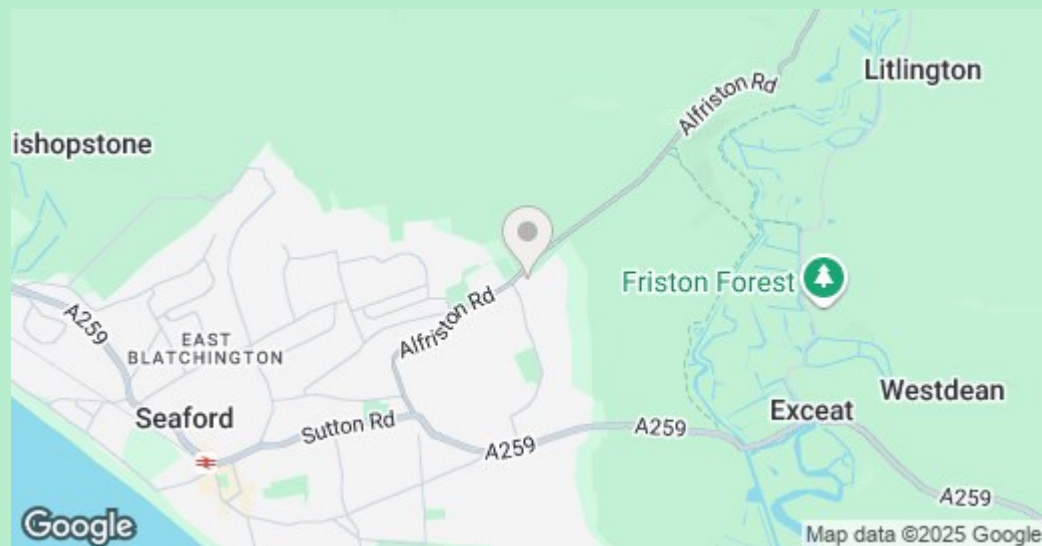 Litlington
Alfriston Rd
ishopstone
Friston Forest
A259
Alfriston Rd
EAST
BLATCHINGTON
Westdean
Seaford
Exceat
Sutton Rd
A259
A259
A259
Google
Map data ©2025 Google